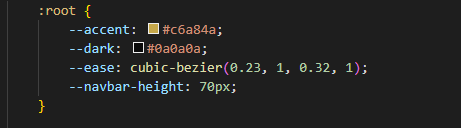 :root {
--accent: #c6a84a;
--dark: #0a0a0a;
--ease: cubic-bezier(0.23, 1, 0.32, 1);
--navbar-height: 70px;
}